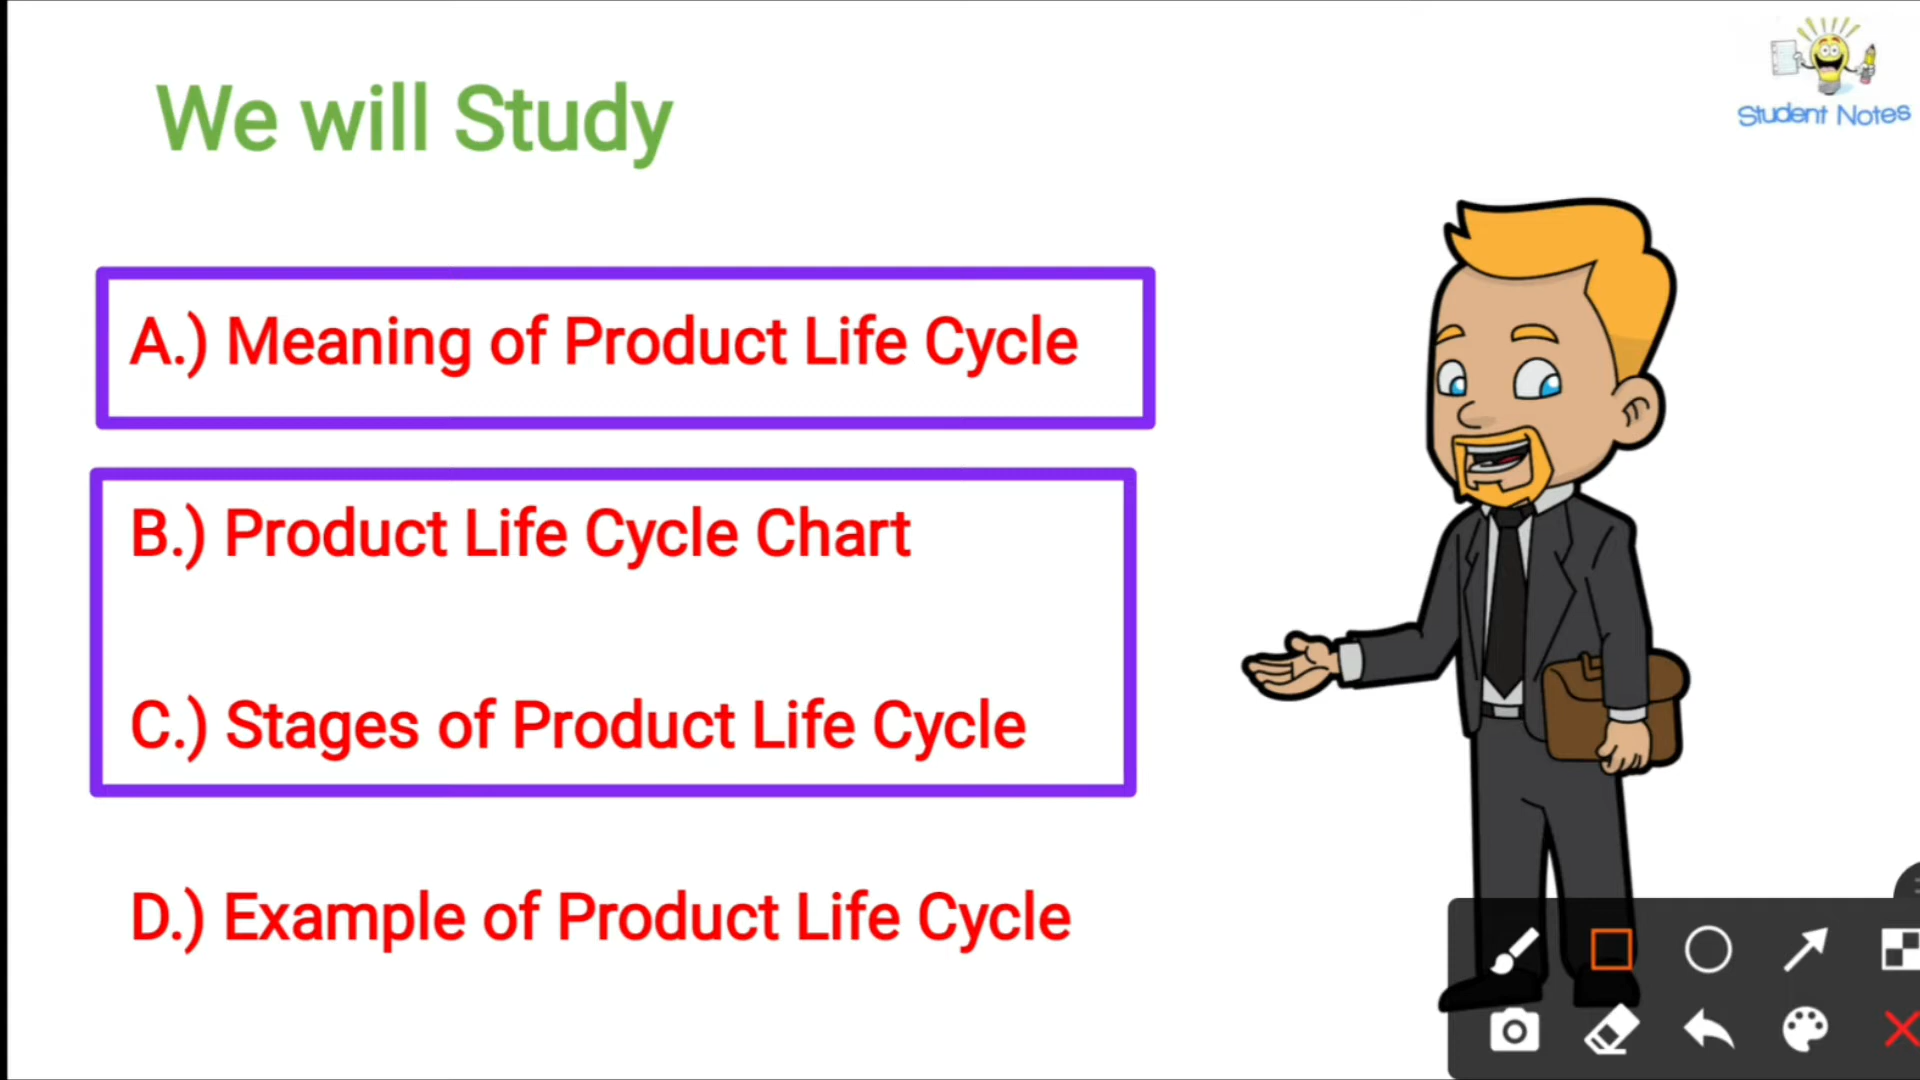 We will Study
Student Notes
A.) Meaning of Product Life Cycle
B.) Product Life Cycle Chart
C.) Stages of Product Life Cycle
D.) Example of Product Life Cycle